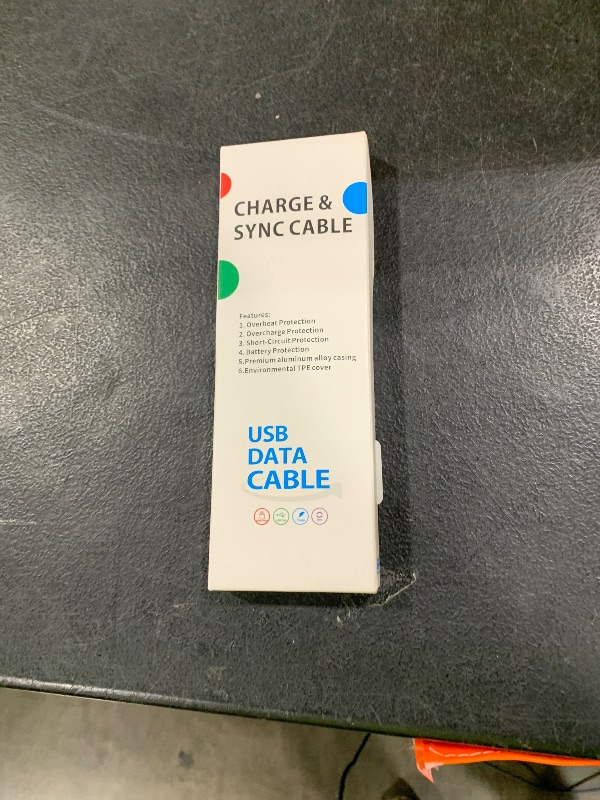 CHARGE &
SYNC CABLE
Features:
1. Overheat Protection
2. Overcharge Protection
3. Short-Circuit Protection
4. Battery Protection
5.Premium aluminum alloy casing
6.Environmental TPE cover
USB
DATA
CABLE